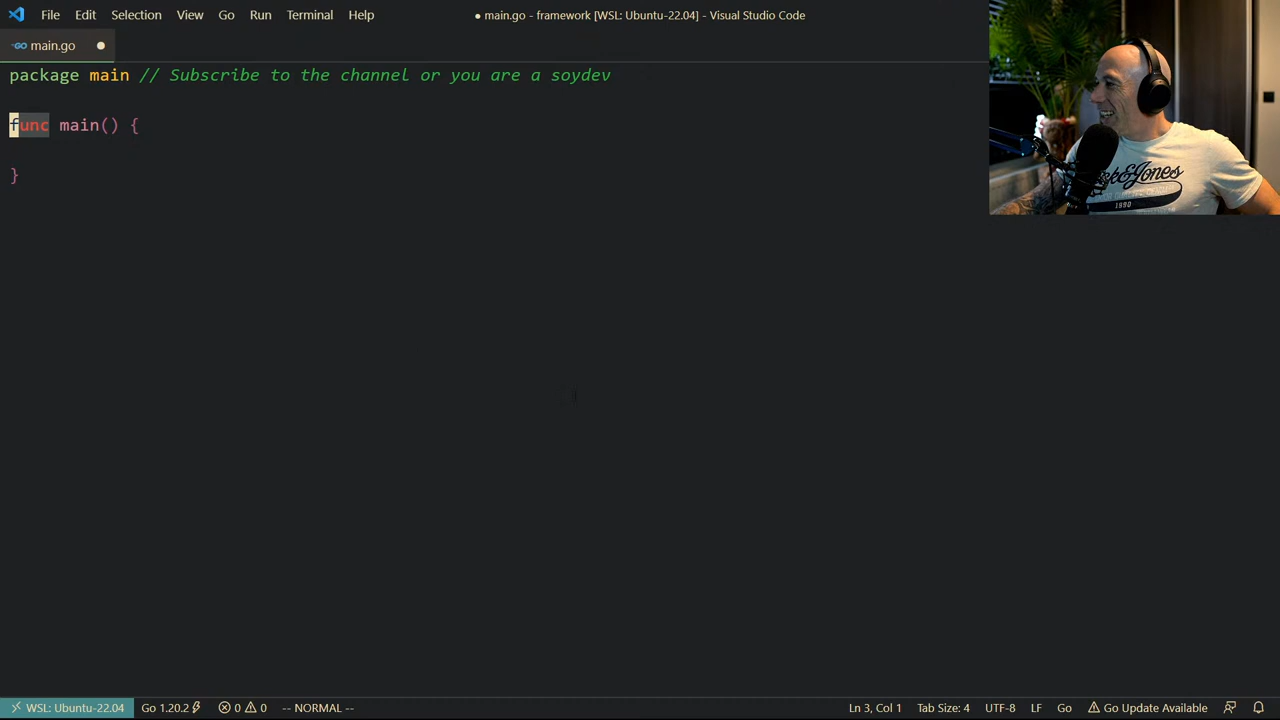 File Edit Selection View Go Run Terminal Help
● main.go - framework [WSL: Ubuntu-22.04] - Visual Studio Code
main.go
package main // Subscribe to the channel or you are a soydev
func main() {
}
&Jones
1990
WSL: Ubuntu-22.04 Go 1.20.2 0 0 -- NORMAL -- Ln 3, Col 1 Tab Size: 4 UTF-8 LF Go Go Update Available